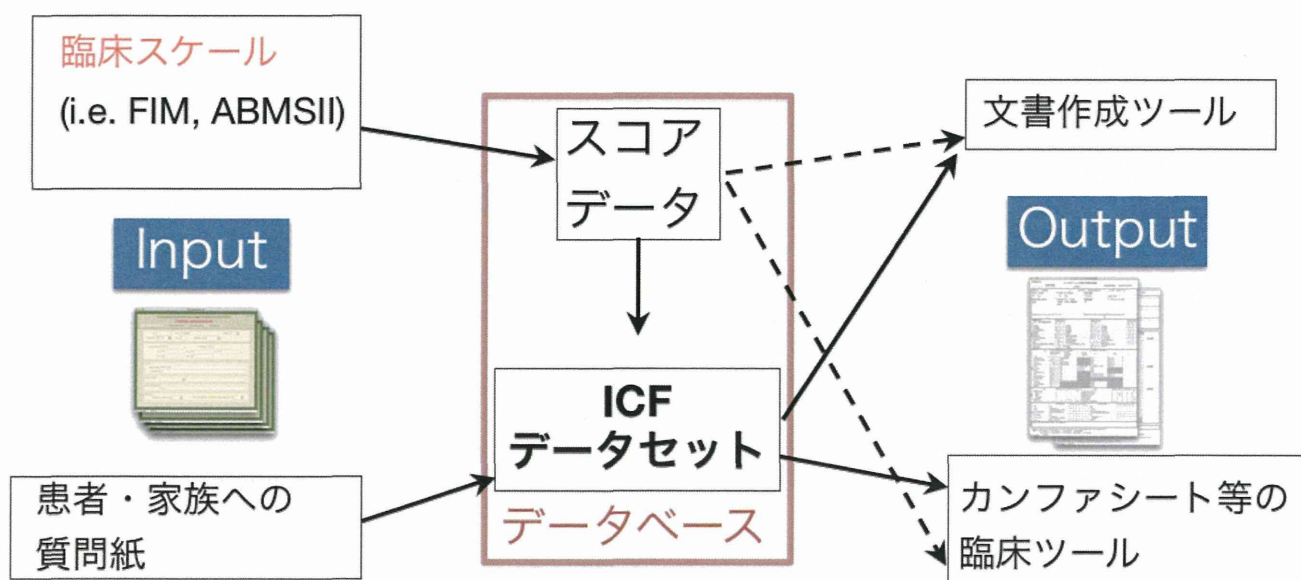 臨床スケール
(i.e. FIM, ABMSII)
Input
患者・家族への
質問紙
スコア
データ
ICF
データセット
データベース
文書作成ツール
Output
カンファシート等の
臨床ツール